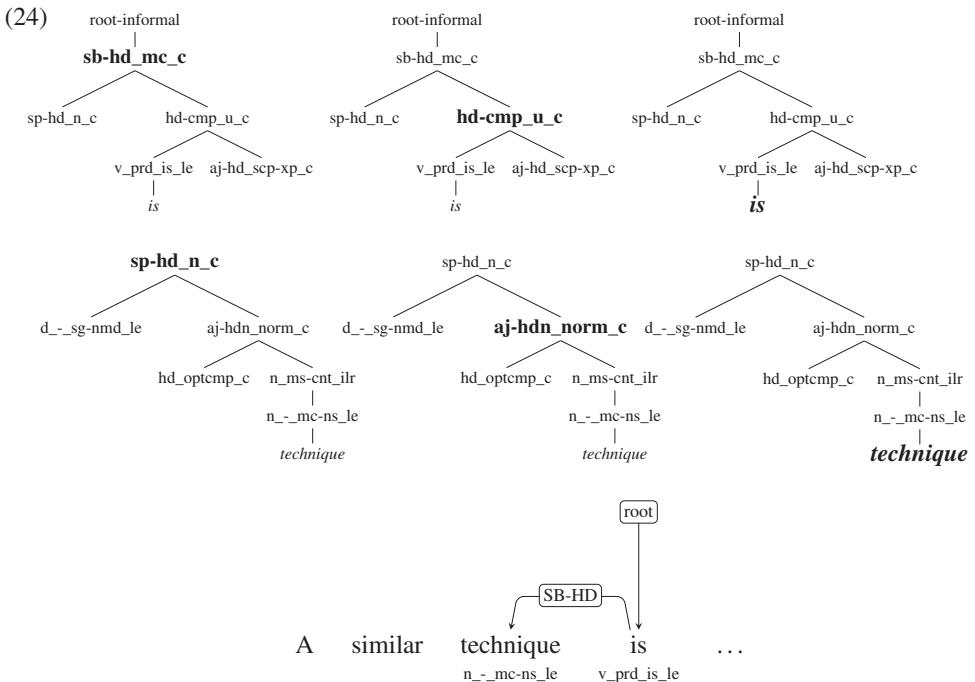 (24)
root-informal root-informal root-informal
sb-hd_mc_c sb-hd_mc_c sb-hd_mc_c
sp-hd_n_c hd-cmp_u_c sp-hd_n_c hd-cmp_u_c sp-hd_n_c hd-cmp_u_c
v_prd_is_le aj-hd_scp-xp_c v_prd_is_le aj-hd_scp-xp_c v_prd_is_le aj-hd_scp-xp_c
is is is
sp-hd_n_c sp-hd_n_c sp-hd_n_c
d_-_sg-nmd_le aj-hdn_norm_c d_-_sg-nmd_le aj-hdn_norm_c d_-_sg-nmd_le aj-hdn_norm_c
hd_optcmp_c n_ms-cnt_ilr hd_optcmp_c n_ms-cnt_ilr hd_optcmp_c n_ms-cnt_ilr
n_-_mc-ns_le n_-_mc-ns_le n_-_mc-ns_le
technique technique technique
root
SB-HD
A similar technique is ...
n_-_mc-ns_le v_prd_is_le